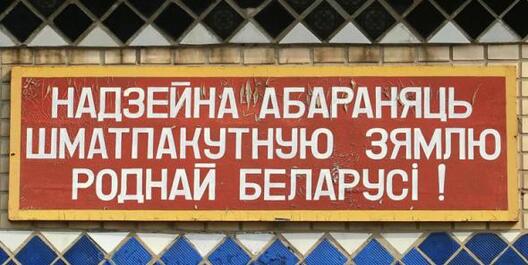 НАДЗЕЙНА АБАРАНЯЦЬ
ШМАТПАКУТНУЮ ЗЯМЛЮ
РОДНАЙ БЕЛАРУСІ !